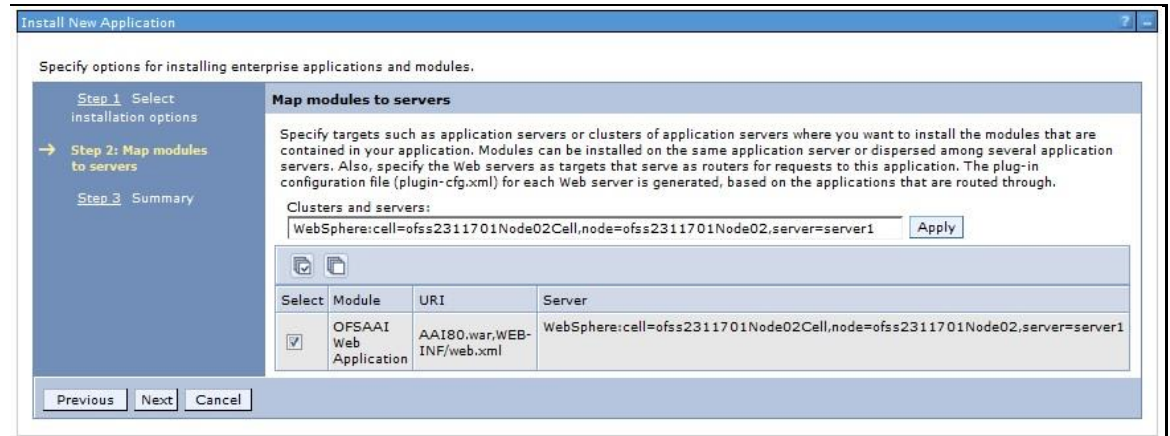 Install New Application
?
Specify options for installing enterprise applications and modules.
Step 1 Select
installation options
Step 2: Map modules
to servers
Step 3 Summary
Map modules to servers
Specify targets such as application servers or clusters of application servers where you want to install the modules that are
contained in your application. Modules can be installed on the same application server or dispersed among several application
servers. Also, specify the Web servers as targets that serve as routers for requests to this application. The plug-in
configuration file (plugin-cfg.xml) for each Web server is generated, based on the applications that are routed through.
Clusters and servers:
WebSphere:cell=ofss2311701Node02Cell,node=ofss2311701Node02,server=server1
Apply
Select Module URI Server
OFSAAI
Web
Application
AAI80.war,WEB-
INF/web.xml
WebSphere:cell=ofss2311701Node02Cell,node=ofss2311701Node02,server=server1
Previous Next Cancel